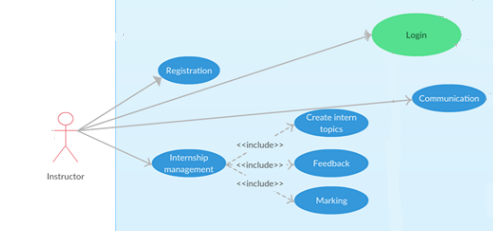 Login
Registration
Communication
Create intern
topics
<<include>>
Internship
management
<<include>>
Feedback
Instructor
<<include>>
Marking